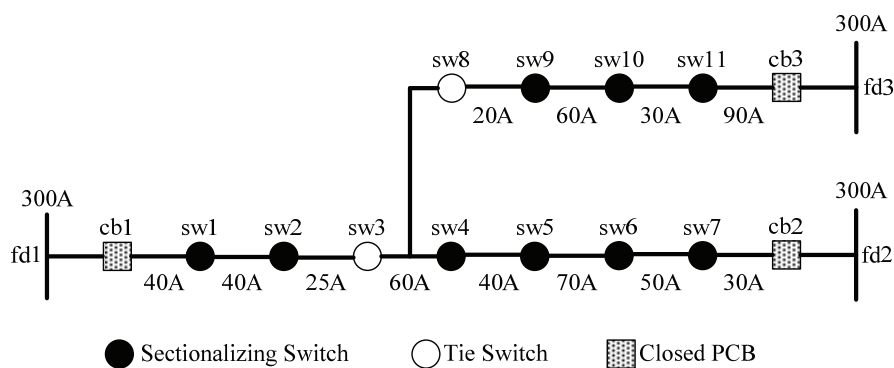 300A
sw8 sw9 sw10 sw11 cb3
fd3
20A 60A 30A 90A
300A 300A
cb1 sw1 sw2 sw3 sw4 sw5 sw6 sw7 cb2
fd1 fd2
40A 40A 25A 60A 40A 70A 50A 30A
Sectionalizing Switch Tie Switch Closed PCB